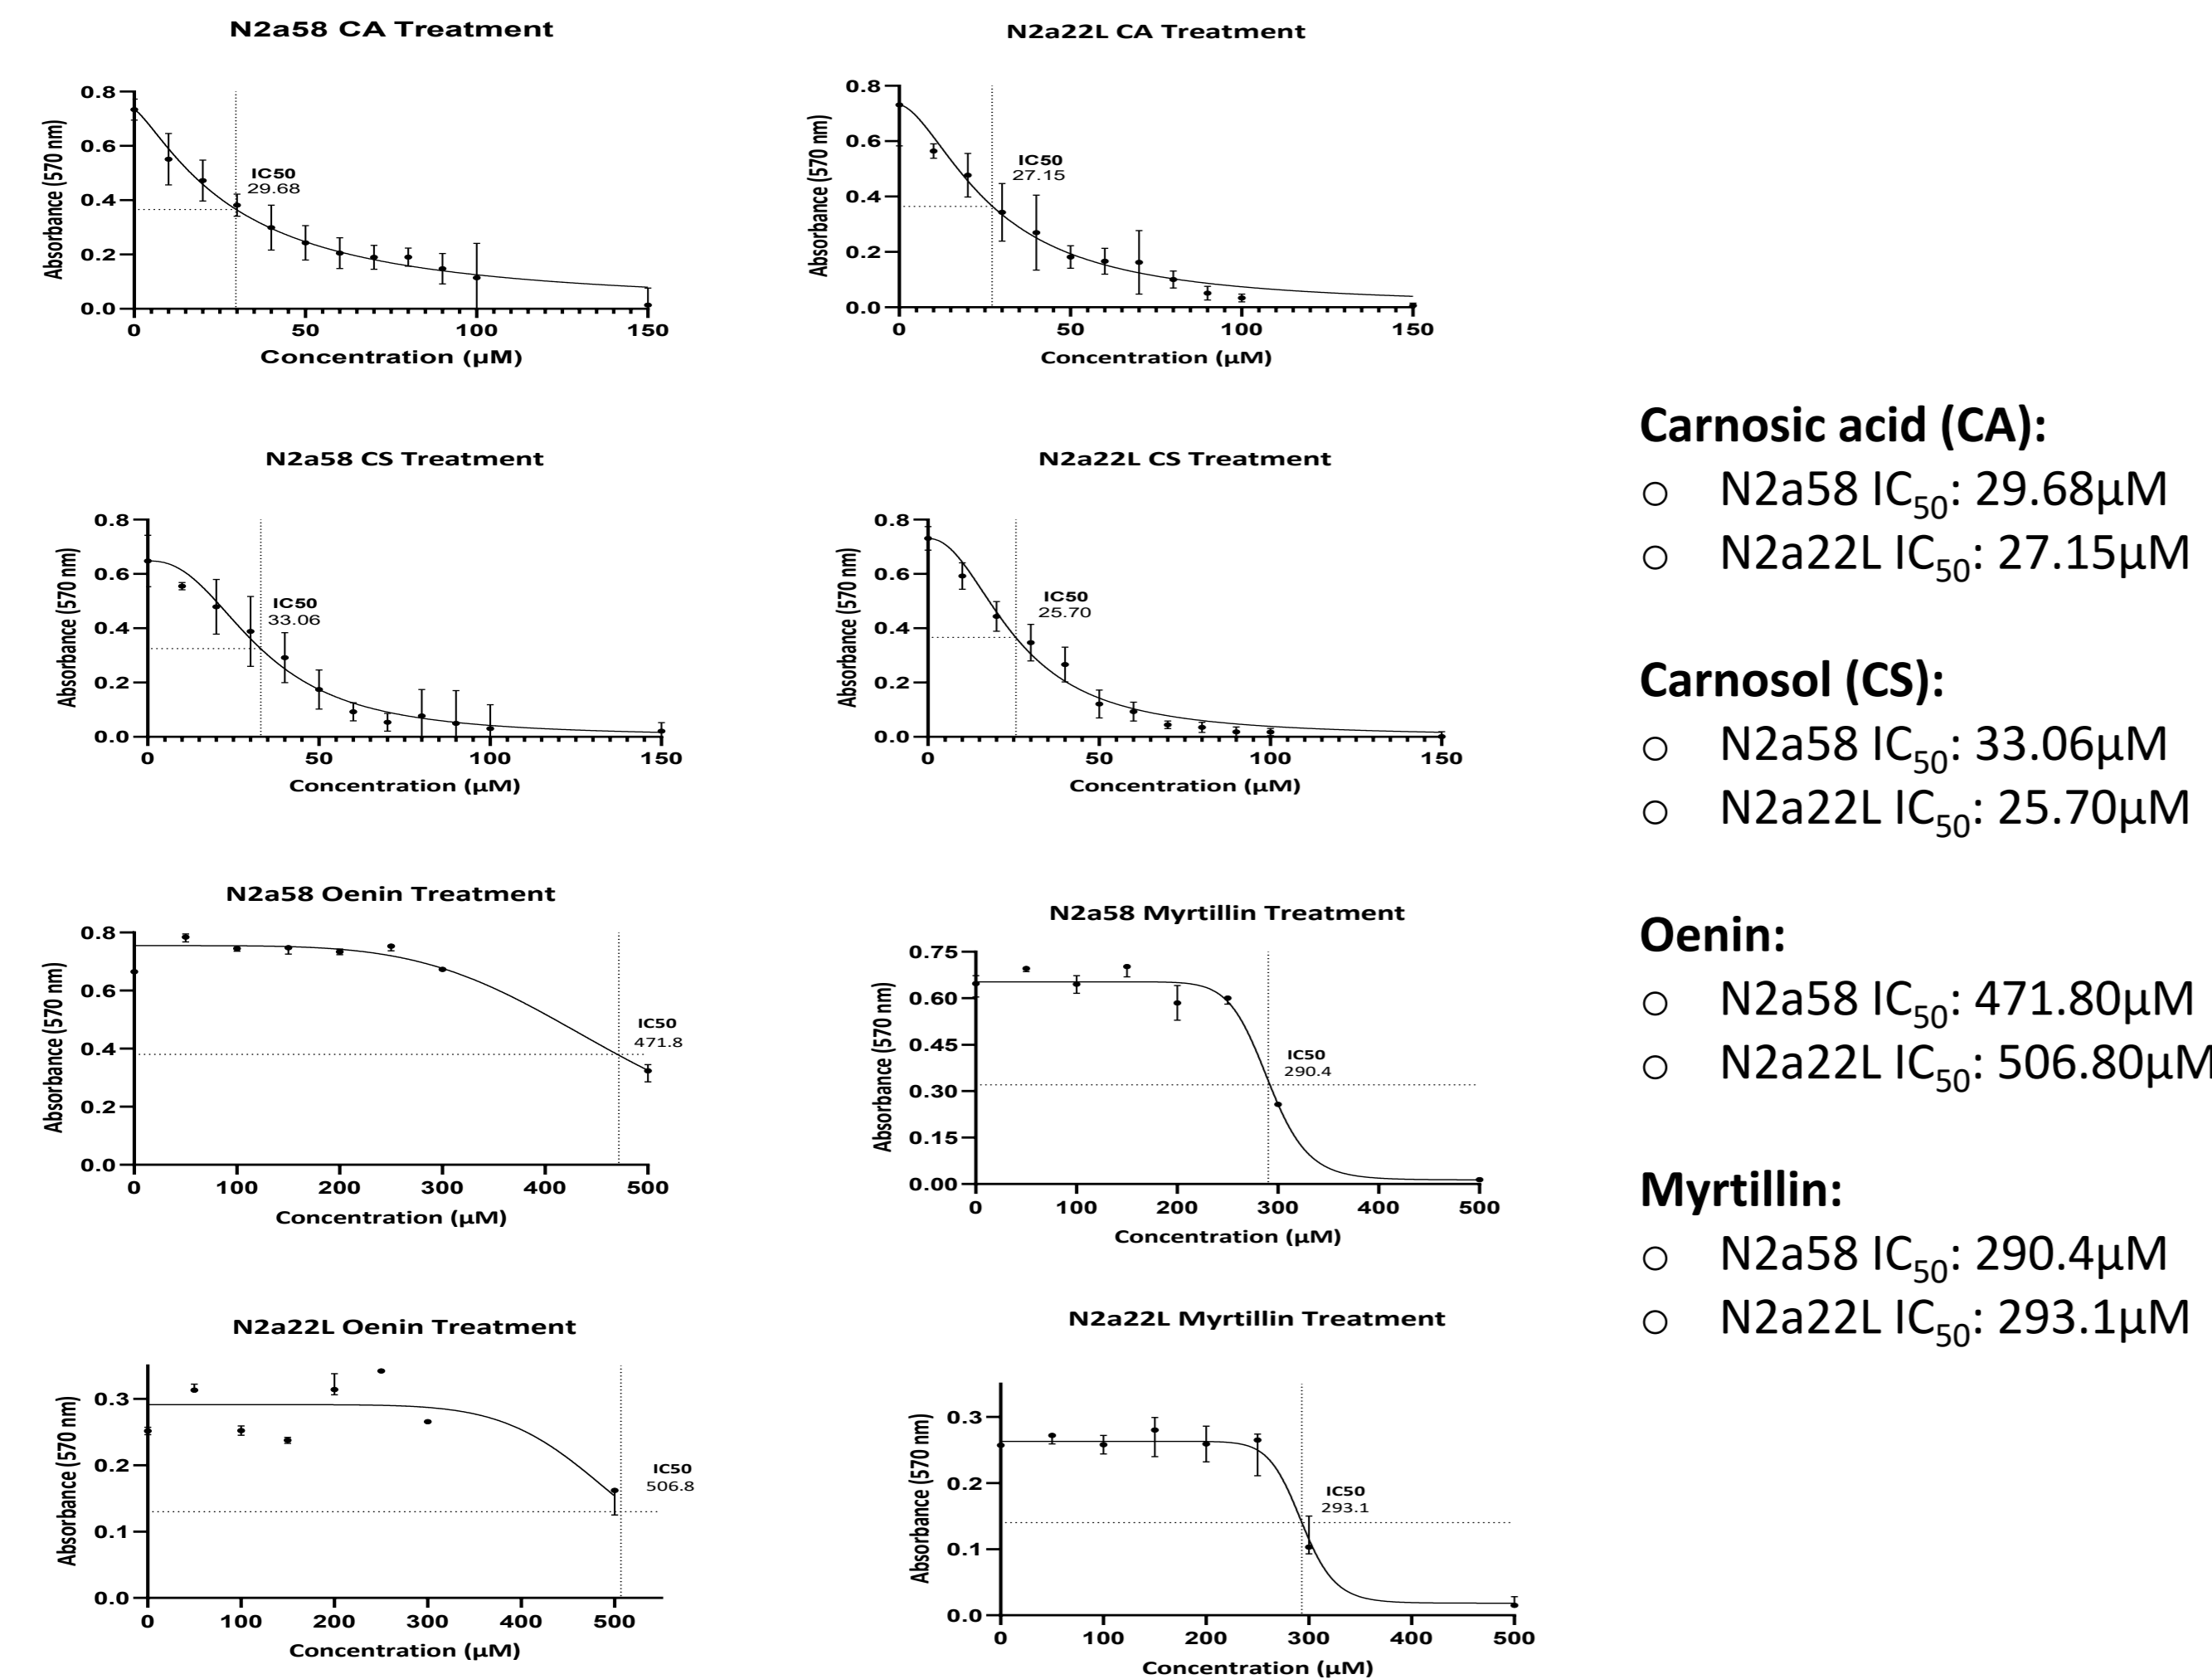 N2a58 CA Treatment
Absorbance (570 nm)
0.8
0.6
0.4
0.2
0.0
IC50
29.68
0 50 100 150
Concentration (μM)
N2a22L CA Treatment
Absorbance (570 nm)
0.8
0.6
0.4
0.2
0.0
IC50
27.15
0 50 100 150
Concentration (μM)
N2a58 CS Treatment
Absorbance (570 nm)
0.8
0.6
0.4
0.2
0.0
IC50
33.06
0 50 100 150
Concentration (μM)
N2a22L CS Treatment
Absorbance (570 nm)
0.8
0.6
0.4
0.2
0.0
IC50
25.70
0 50 100 150
Concentration (μM)
N2a58 Oenin Treatment
Absorbance (570 nm)
0.8
0.6
0.4
0.2
0.0
IC50
471.8
0 100 200 300 400 500
Concentration (μM)
N2a58 Myrtillin Treatment
Absorbance (570 nm)
0.75
0.60
0.45
0.30
0.15
0.00
IC50
290.4
0 100 200 300 400 500
Concentration (μM)
N2a22L Oenin Treatment
Absorbance (570 nm)
0.3
0.2
0.1
0.0
IC50
506.8
0 100 200 300 400 500
Concentration (μM)
N2a22L Myrtillin Treatment
Absorbance (570 nm)
0.3
0.2
0.1
0.0
IC50
293.1
0 100 200 300 400 500
Concentration (μM)
Carnosic acid (CA):
○ N2a58 IC50: 29.68μM
○ N2a22L IC50: 27.15μM
Carnosol (CS):
○ N2a58 IC50: 33.06μM
○ N2a22L IC50: 25.70μM
Oenin:
○ N2a58 IC50: 471.80μM
○ N2a22L IC50: 506.80μM
Myrtillin:
○ N2a58 IC50: 290.4μM
○ N2a22L IC50: 293.1μM